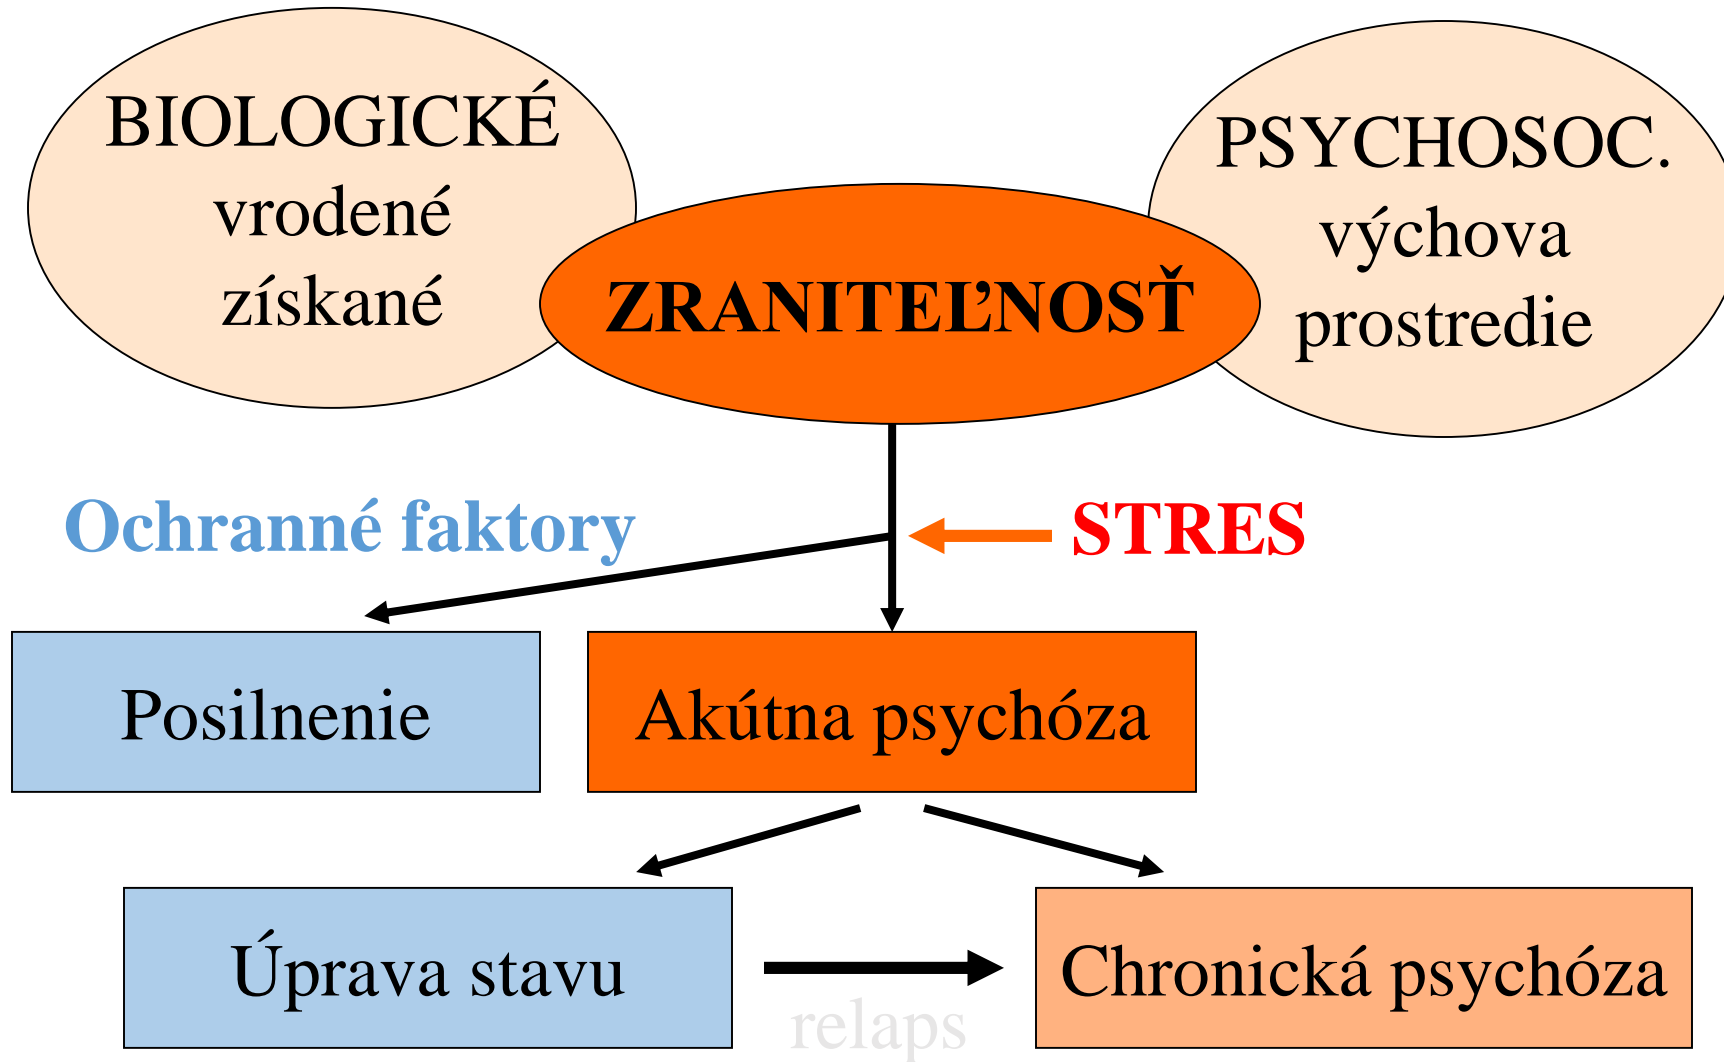 BIOLOGICKÉ
vrodené
získané
PSYCHOSOC.
výchova
prostredie
ZRANITEĽNOSŤ
Ochranné faktory
STRES
Posilnenie
Akútna psychóza
Úprava stavu
relaps
Chronická psychóza